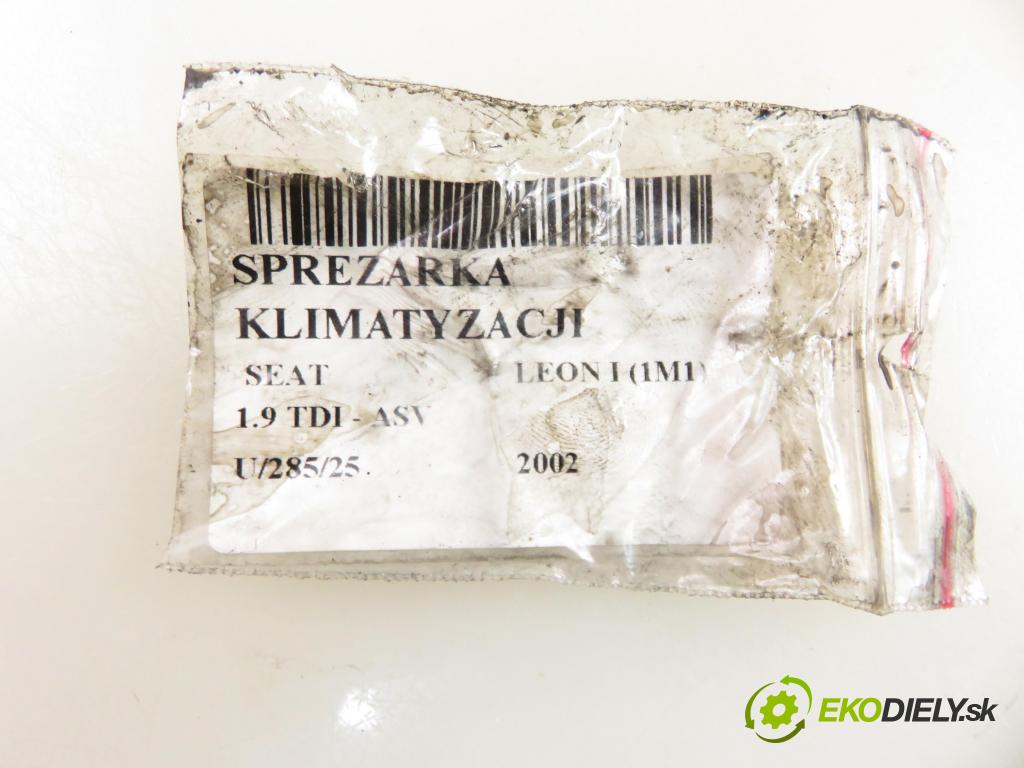 SPREZARKA
KLIMATYZACJI
SEAT LEON I (1M1)
1.9 TDI - ASV
U/285/25 2002
EKODIELY.sk